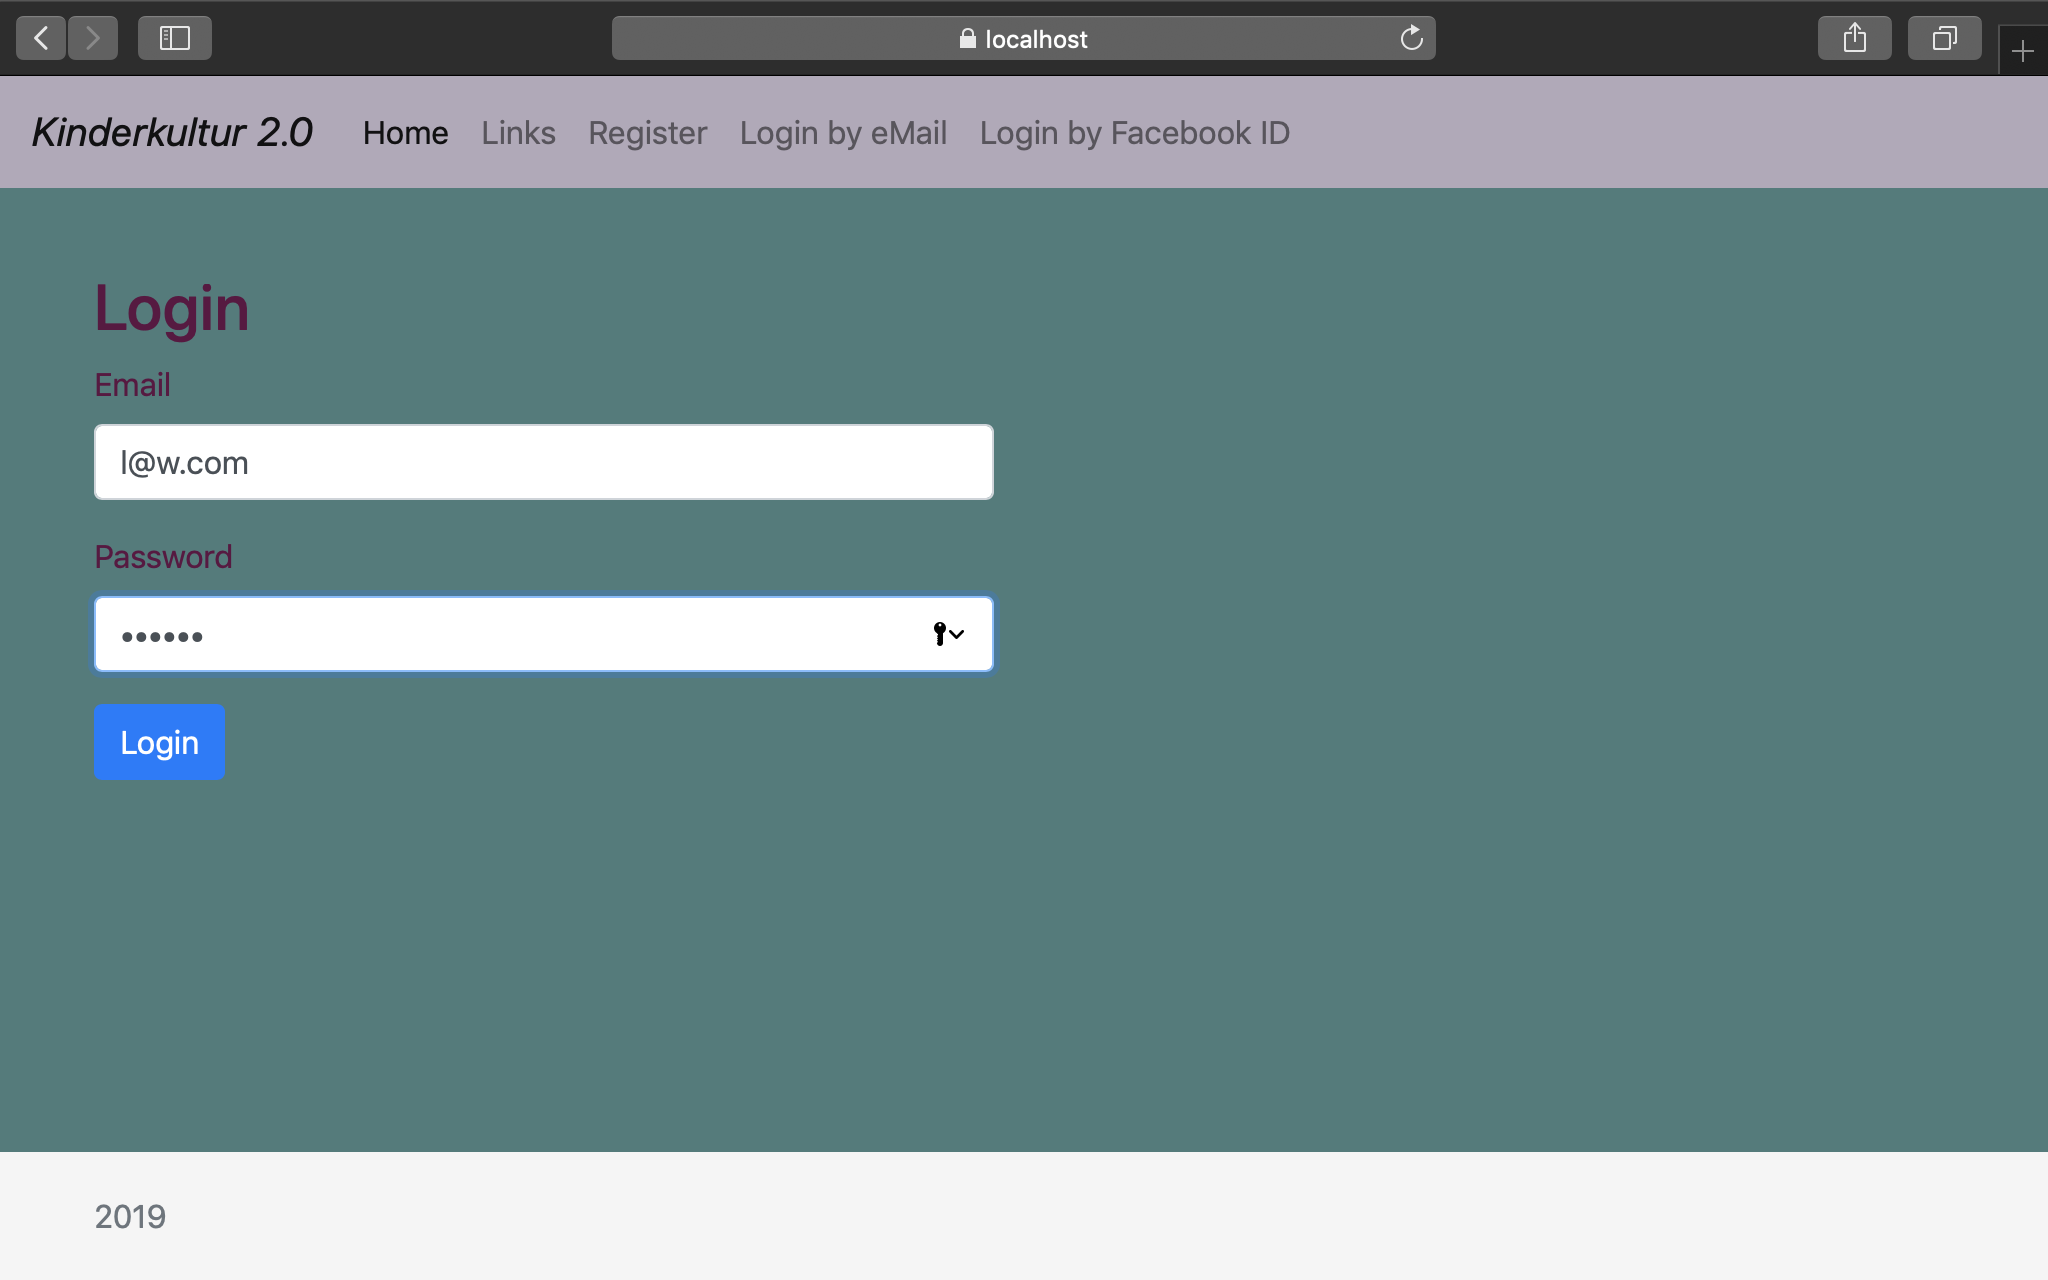 localhost
Kinderkultur 2.0 Home Links Register Login by eMail Login by Facebook ID
Login
Email
l@w.com
Password
••••••
Login
2019